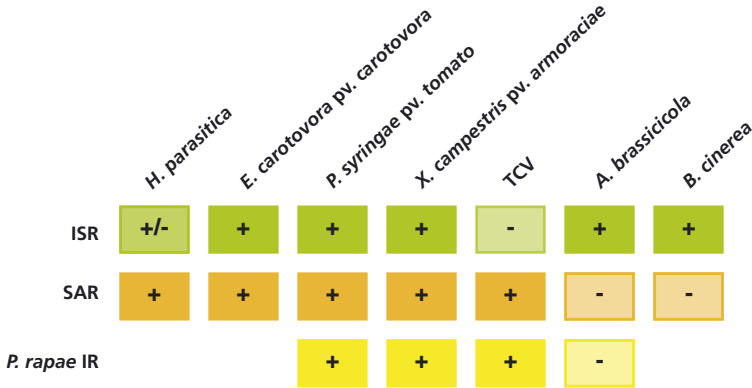 H. parasitica
E. carotovora pv. carotovora
P. syringae pv. tomato
X. campestris pv. armoraciae
TCV
A. brassicicola
B. cinerea
ISR +/- + + + - + +
SAR + + + + + - -
P. rapae IR + + + -